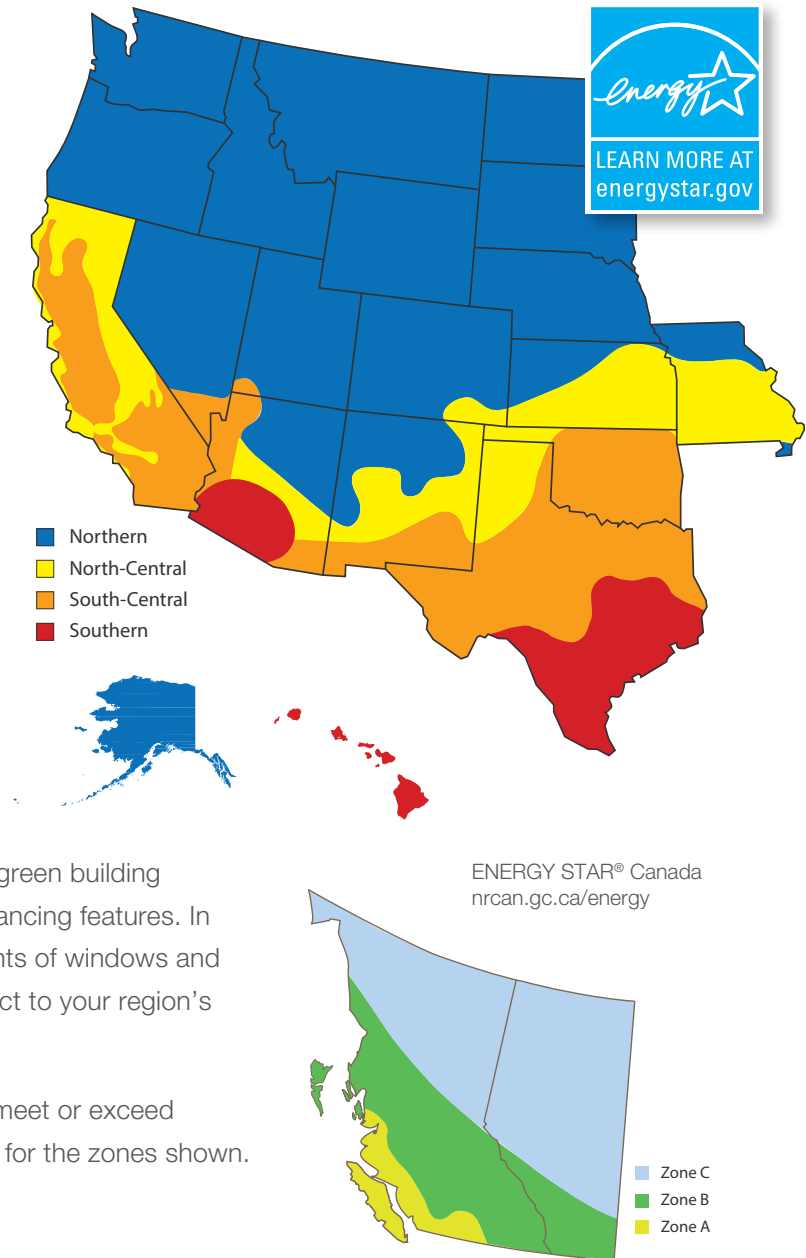 energy
LEARN MORE AT
energystar.gov
Northern
North-Central
South-Central
Southern
green building
ancing features. In
nts of windows and
ct to your region’s
meet or exceed
for the zones shown.
ENERGY STAR® Canada
nrcan.gc.ca/energy
Zone C
Zone B
Zone A